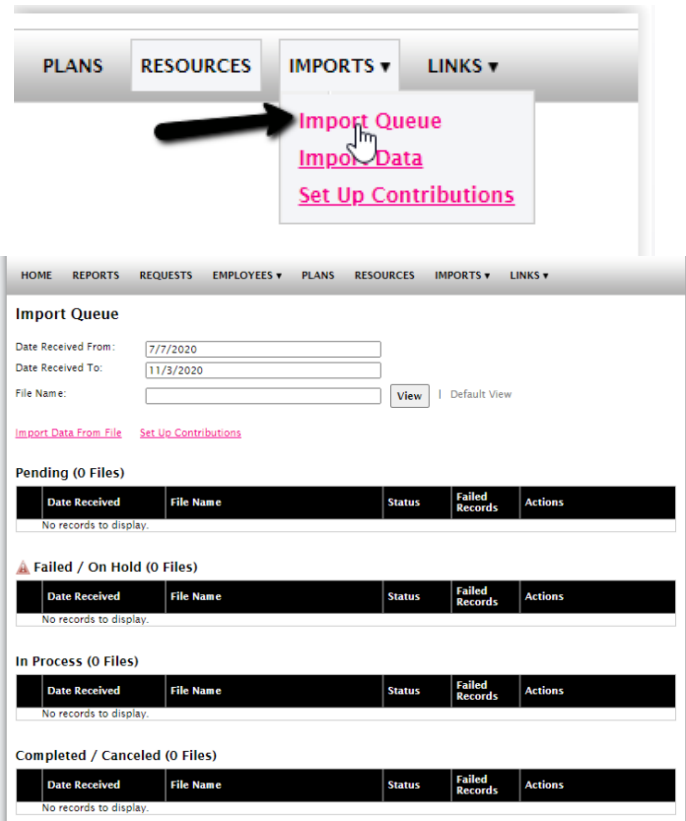 PLANS RESOURCES IMPORTS ▾ LINKS ▾
Import Queue
Import Data
Set Up Contributions
HOME REPORTS REQUESTS EMPLOYEES ▾ PLANS RESOURCES IMPORTS ▾ LINKS ▾
Import Queue
Date Received From: 7/7/2020
Date Received To: 11/3/2020
File Name: View | Default View
Import Data From File Set Up Contributions
Pending (0 Files)
Date Received File Name Status Failed Records Actions
No records to display.
Failed / On Hold (0 Files)
Date Received File Name Status Failed Records Actions
No records to display.
In Process (0 Files)
Date Received File Name Status Failed Records Actions
No records to display.
Completed / Canceled (0 Files)
Date Received File Name Status Failed Records Actions
No records to display.